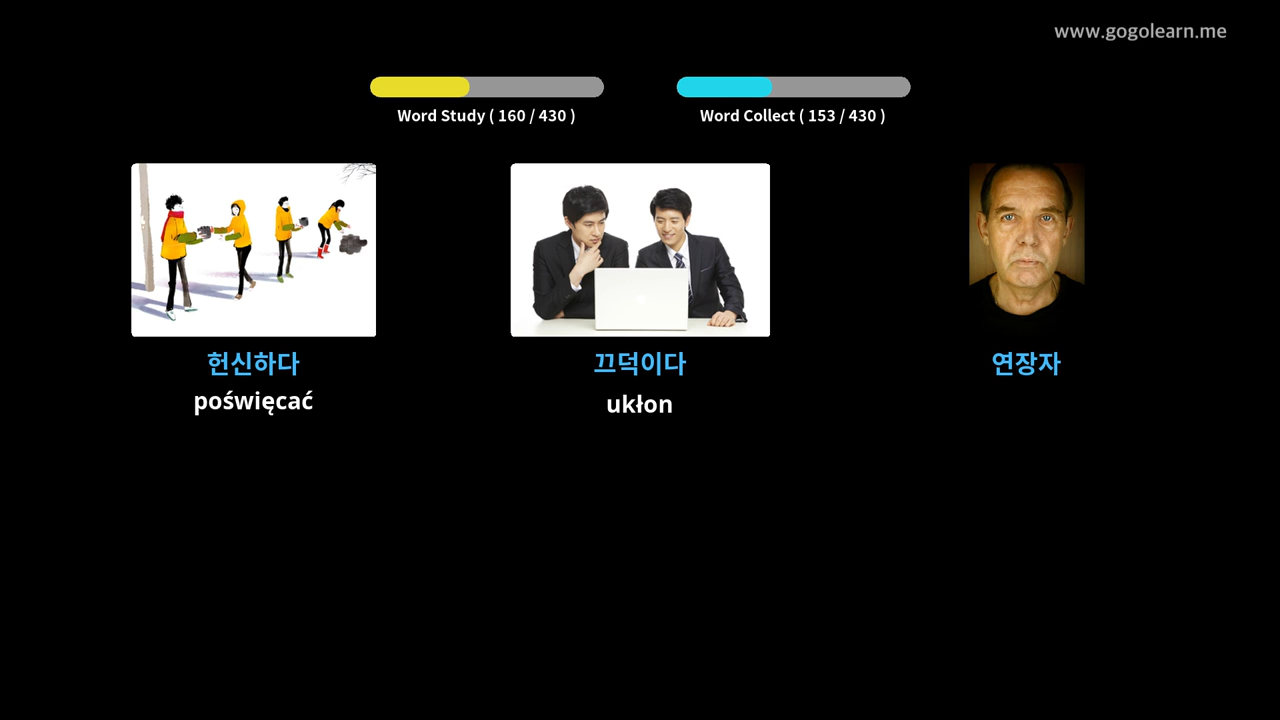 www.gogolearn.me
Word Study ( 160 / 430 )
Word Collect ( 153 / 430 )
헌신하다
끄덕이다
연장자
poświęcać
ukłon